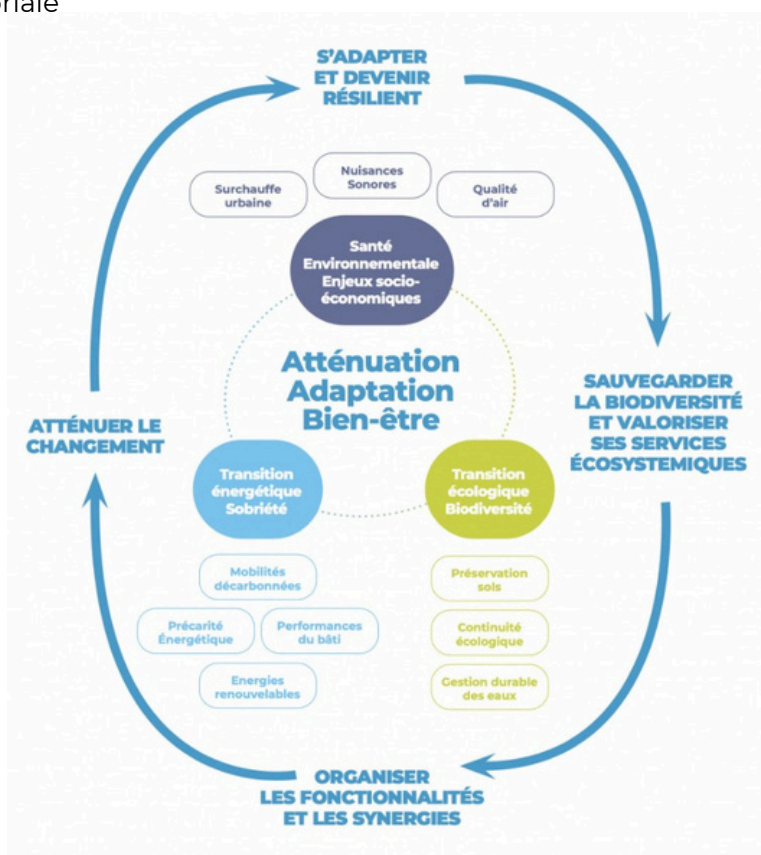 S'ADAPTER
ET DEVENIR
RÉSILIENT
Nuisances
Sonores
Surchauffe
urbaine
Qualité
d'air
Santé
Environnementale
Enjeux socio-
économiques
Atténuation
Adaptation
Bien-être
SAUVEGARDER
LA BIODIVERSITÉ
ET VALORISER
SES SERVICES
ÉCOSYSTEMIQUES
ATTÉNUER LE
CHANGEMENT
Transition
énergétique
Sobriété
Transition
écologique
Biodiversité
Mobilités
décarbonnées
Précarité
Énergétique
Performances
du bâti
Energies
renouvelables
Préservation
sols
Continuité
écologique
Gestion durable
des eaux
ORGANISER
LES FONCTIONNALITÉS
ET LES SYNERGIES